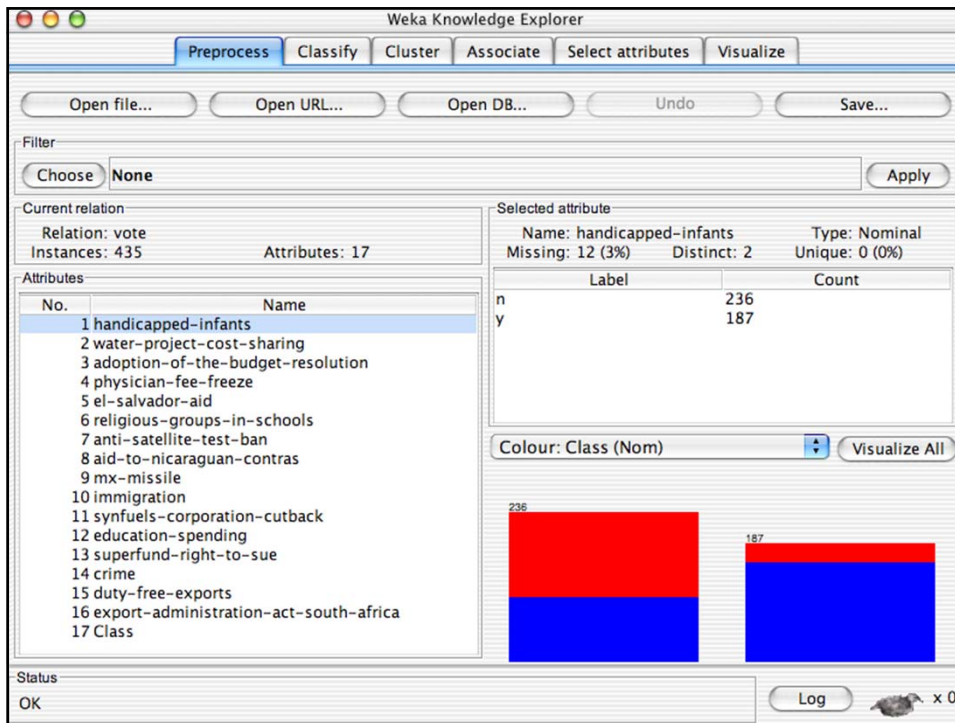 Weka Knowledge Explorer
Preprocess Classify Cluster Associate Select attributes Visualize
Open file... Open URL... Open DB... Undo Save...
Filter
Choose None Apply
Current relation
Relation: vote
Instances: 435 Attributes: 17
Attributes
No. Name
1 handicapped-infants
2 water-project-cost-sharing
3 adoption-of-the-budget-resolution
4 physician-fee-freeze
5 el-salvador-aid
6 religious-groups-in-schools
7 anti-satellite-test-ban
8 aid-to-nicaraguan-contras
9 mx-missile
10 immigration
11 synfuels-corporation-cutback
12 education-spending
13 superfund-right-to-sue
14 crime
15 duty-free-exports
16 export-administration-act-south-africa
17 Class
Selected attribute
Name: handicapped-infants Type: Nominal
Missing: 12 (3%) Distinct: 2 Unique: 0 (0%)
Label Count
n 236
y 187
Colour: Class (Nom) Visualize All
236
187
Status
OK
Log x 0